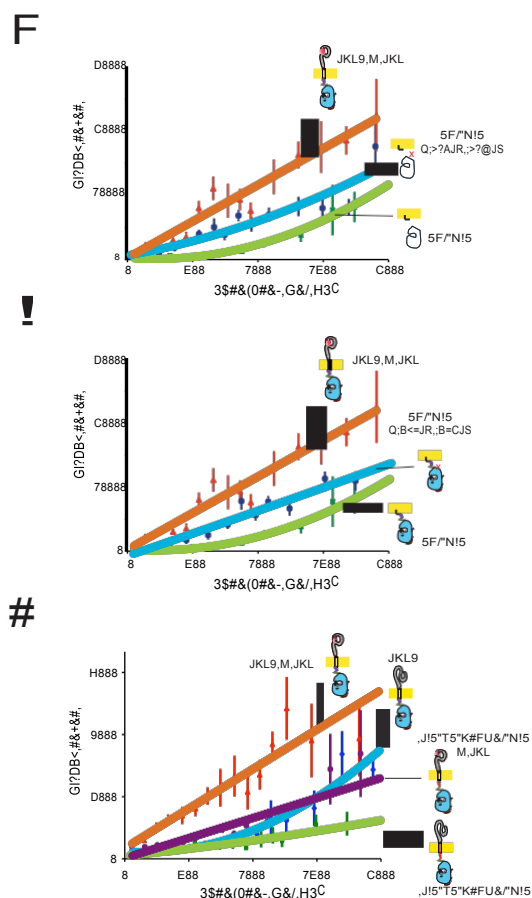 F
JKL9,M,JKL
D8888
GI?DB<,#&+&#,
C8888
5F/"N!5
Q;>?AJR,;>?@JS
x
78888
5F/"N!5
8
8
E88
7888
7E88
C888
3$#&(0#&-,G&/,H3C
!
JKL9,M,JKL
D8888
GI?DB<,#&+&#,
C8888
5F/"N!5
Q;B<=JR,;B=CJS
x
78888
5F/"N!5
8
8
E88
7888
7E88
C888
3$#&(0#&-,G&/,H3C
#
JKL9,M,JKL
JKL9
H888
GI?DB<,#&+&#,
9888
,J!5"T5"K#FU&/"N!5
M,JKL
D888
8
8
E88
7888
7E88
C888
,J!5"T5"K#FU&/"N!5
3$#&(0#&-,G&/,H3C